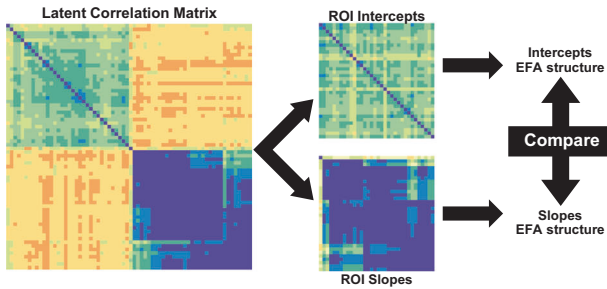 Latent Correlation Matrix
ROI Intercepts
Intercepts
EFA structure
Compare
Slopes
EFA structure
ROI Slopes